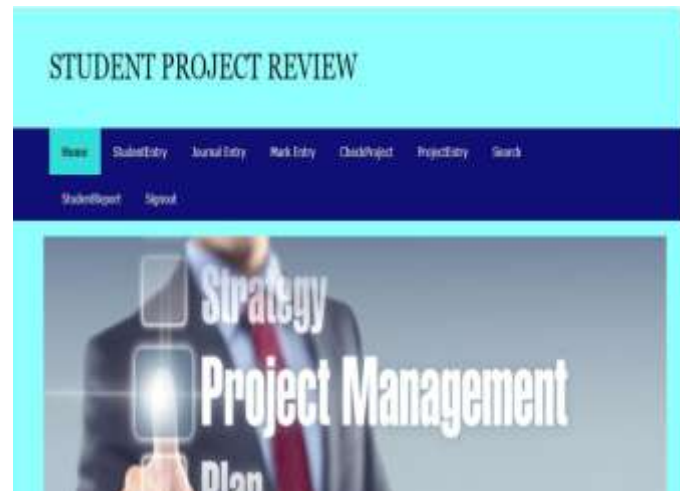 STUDENT PROJECT REVIEW
Home StudentEntry Journal Entry Mark Entry CheckProject ProjectEntry Search
StudentReport Signout
Strategy
Project Management
Plan